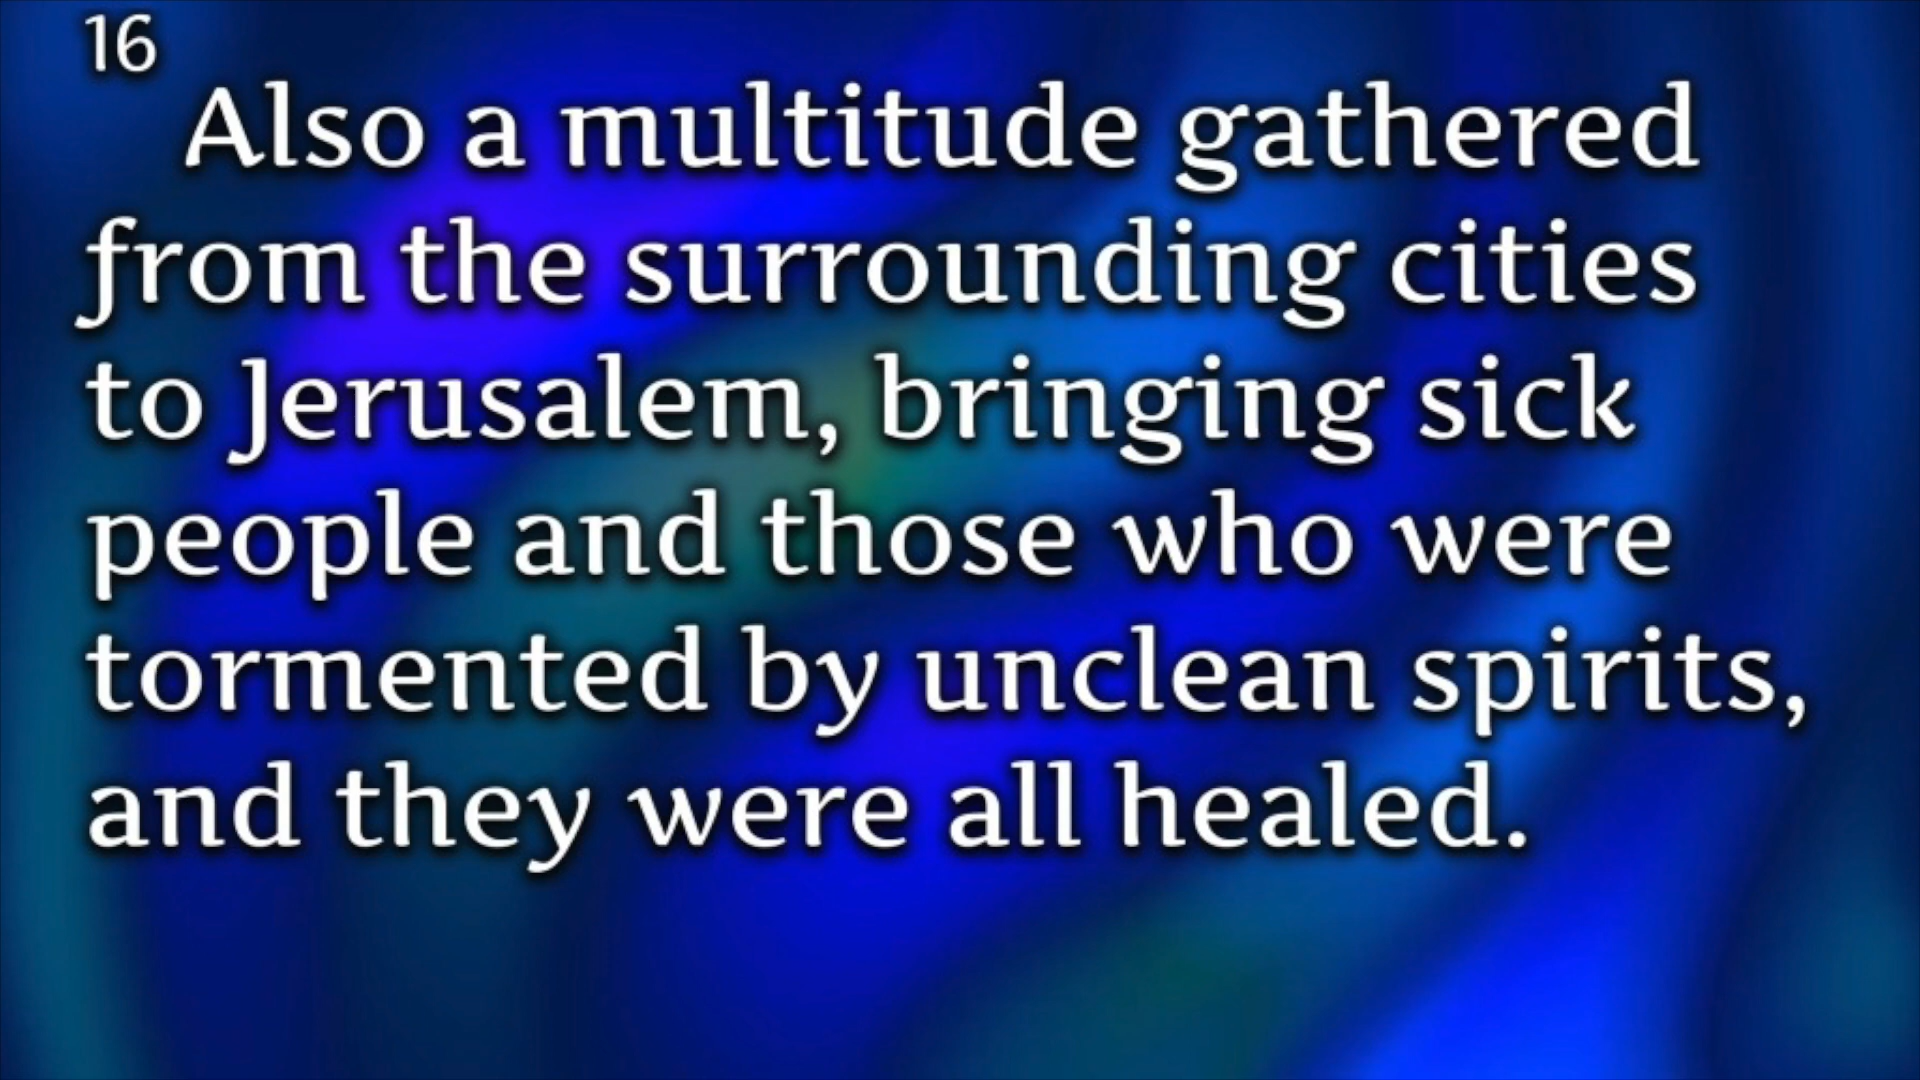 16
Also a multitude gathered
from the surrounding cities
to Jerusalem, bringing sick
people and those who were
tormented by unclean spirits,
and they were all healed.